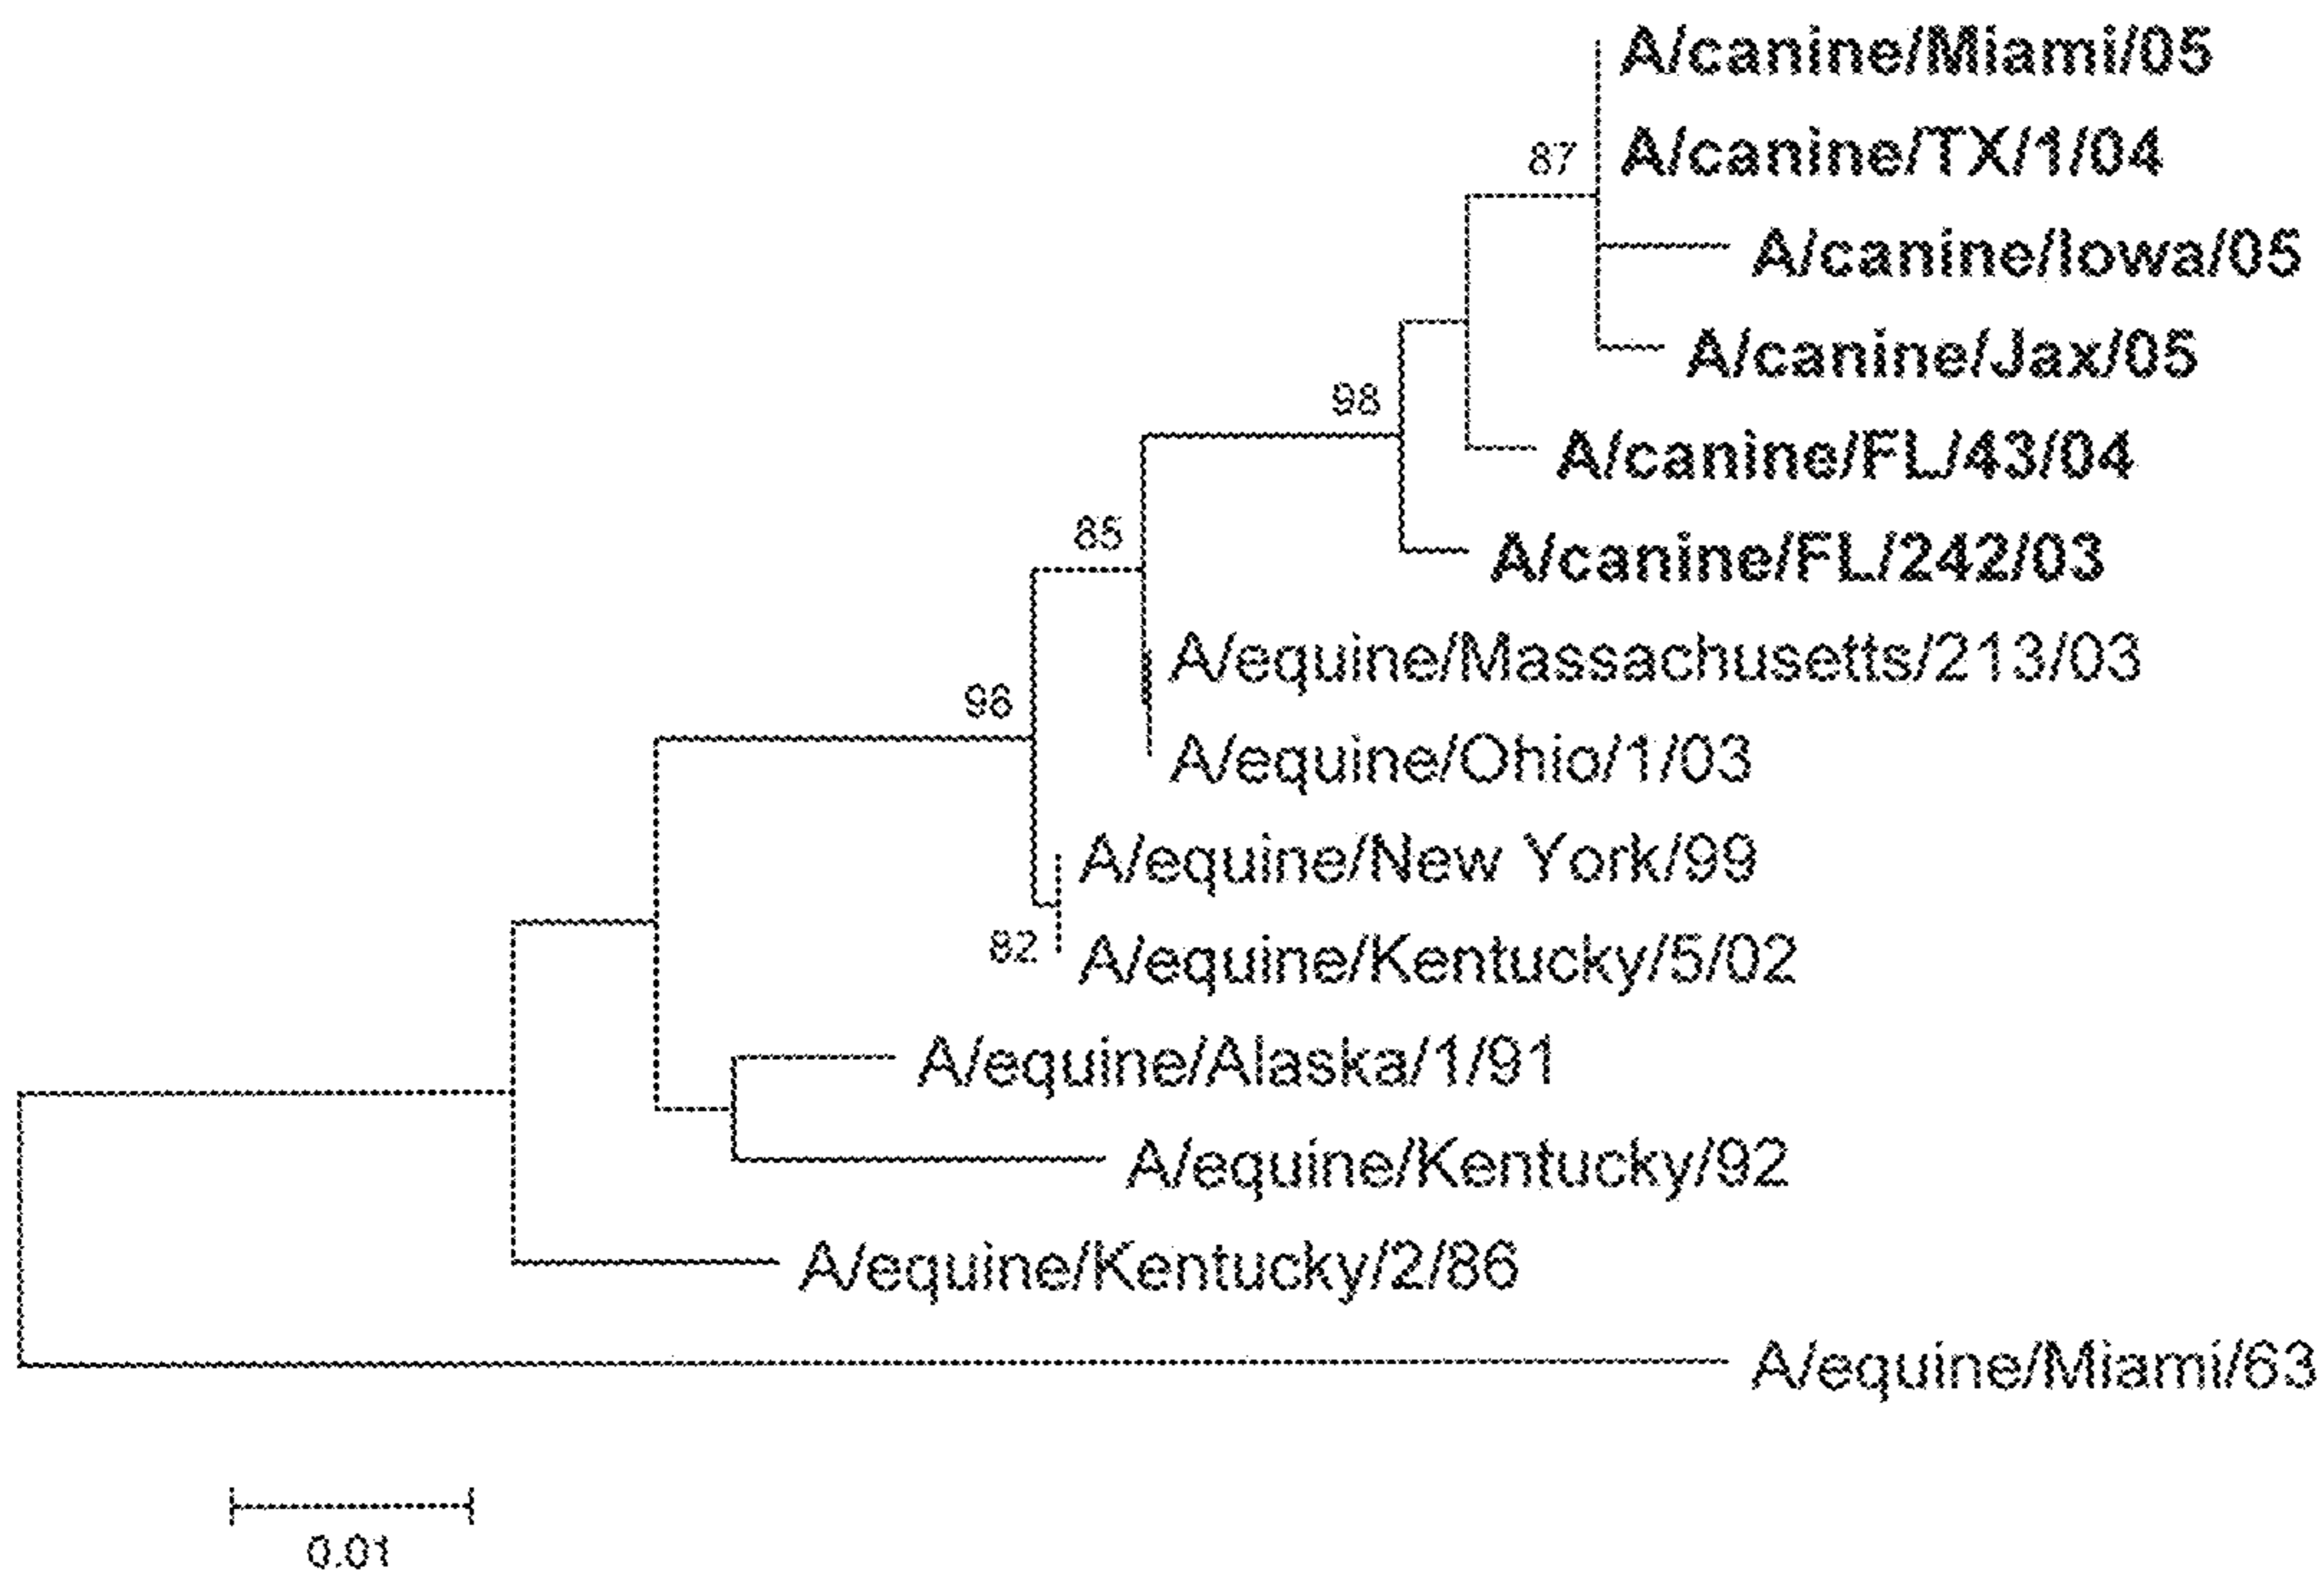 A/canine/Miami/05
87
A/canine/TX/1/04
A/canine/Iowa/05
A/canine/Jax/05
98
A/canine/FL/43/04
85
A/canine/FL/242/03
A/equine/Massachusetts/213/03
96
A/equine/Ohio/1/03
A/equine/New York/99
82
A/equine/Kentucky/5/02
A/equine/Alaska/1/91
A/equine/Kentucky/92
A/equine/Kentucky/2/86
A/equine/Miami/63
0.01